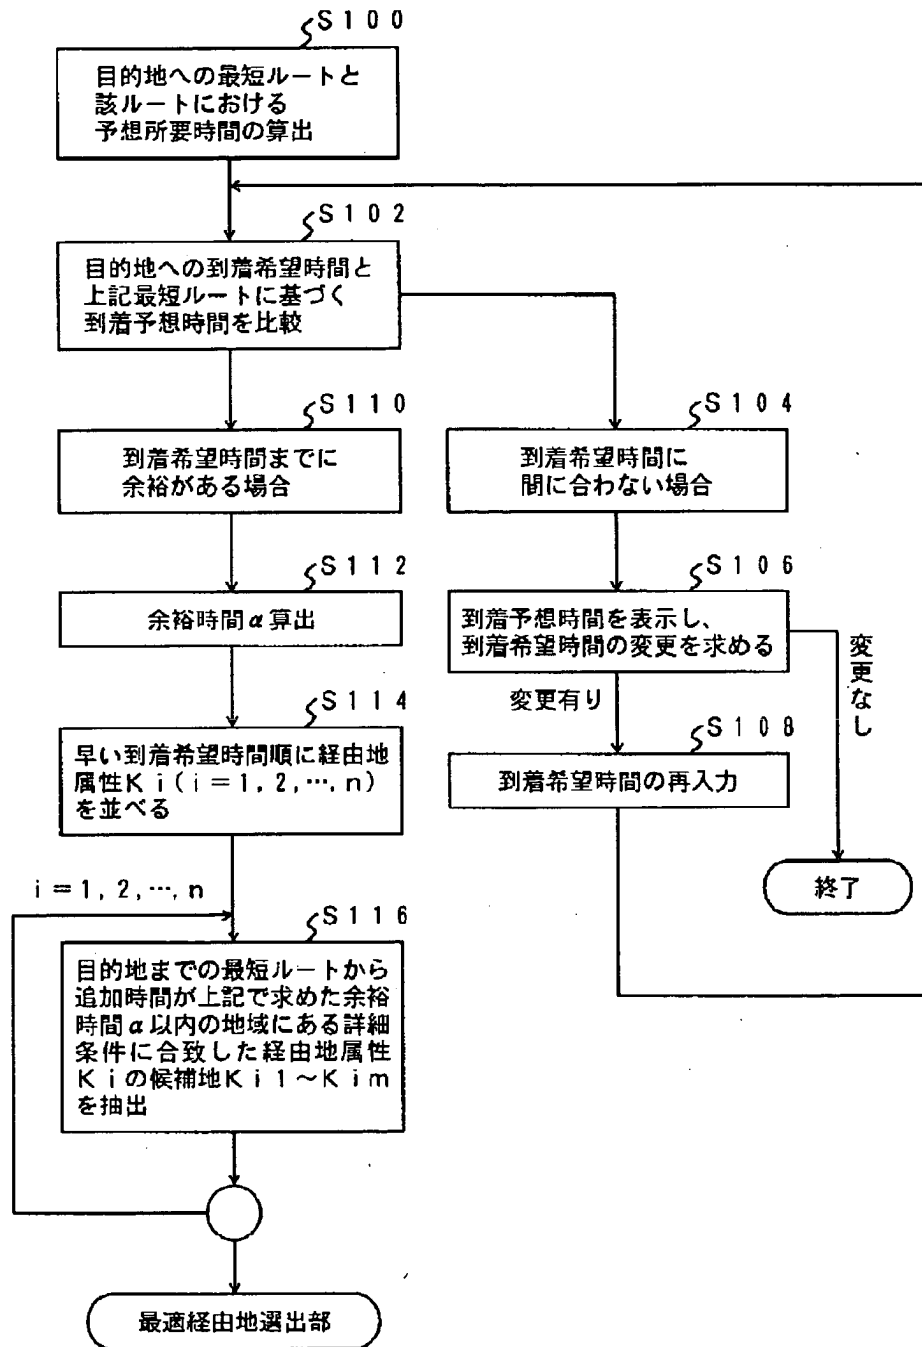 S100
目的地への最短ルートと
該ルートにおける
予想所要時間の算出
S102
目的地への到着希望時間と
上記最短ルートに基づく
到着予想時間を比較
S110
到着希望時間までに
余裕がある場合
S104
到着希望時間に
間に合わない場合
S112
余裕時間α算出
S106
到着予想時間を表示し、
到着希望時間の変更を求める
変更なし
変更有り
S114
早い到着希望時間順に経由地
属性Ki(i=1,2,…,n)
を並べる
S108
到着希望時間の再入力
終了
i=1,2,…,n
S116
目的地までの最短ルートから
追加時間が上記で求めた余裕
時間α以内の地域にある詳細
条件に合致した経由地属性
Kiの候補地Ki1~Kim
を抽出
最適経由地選出部